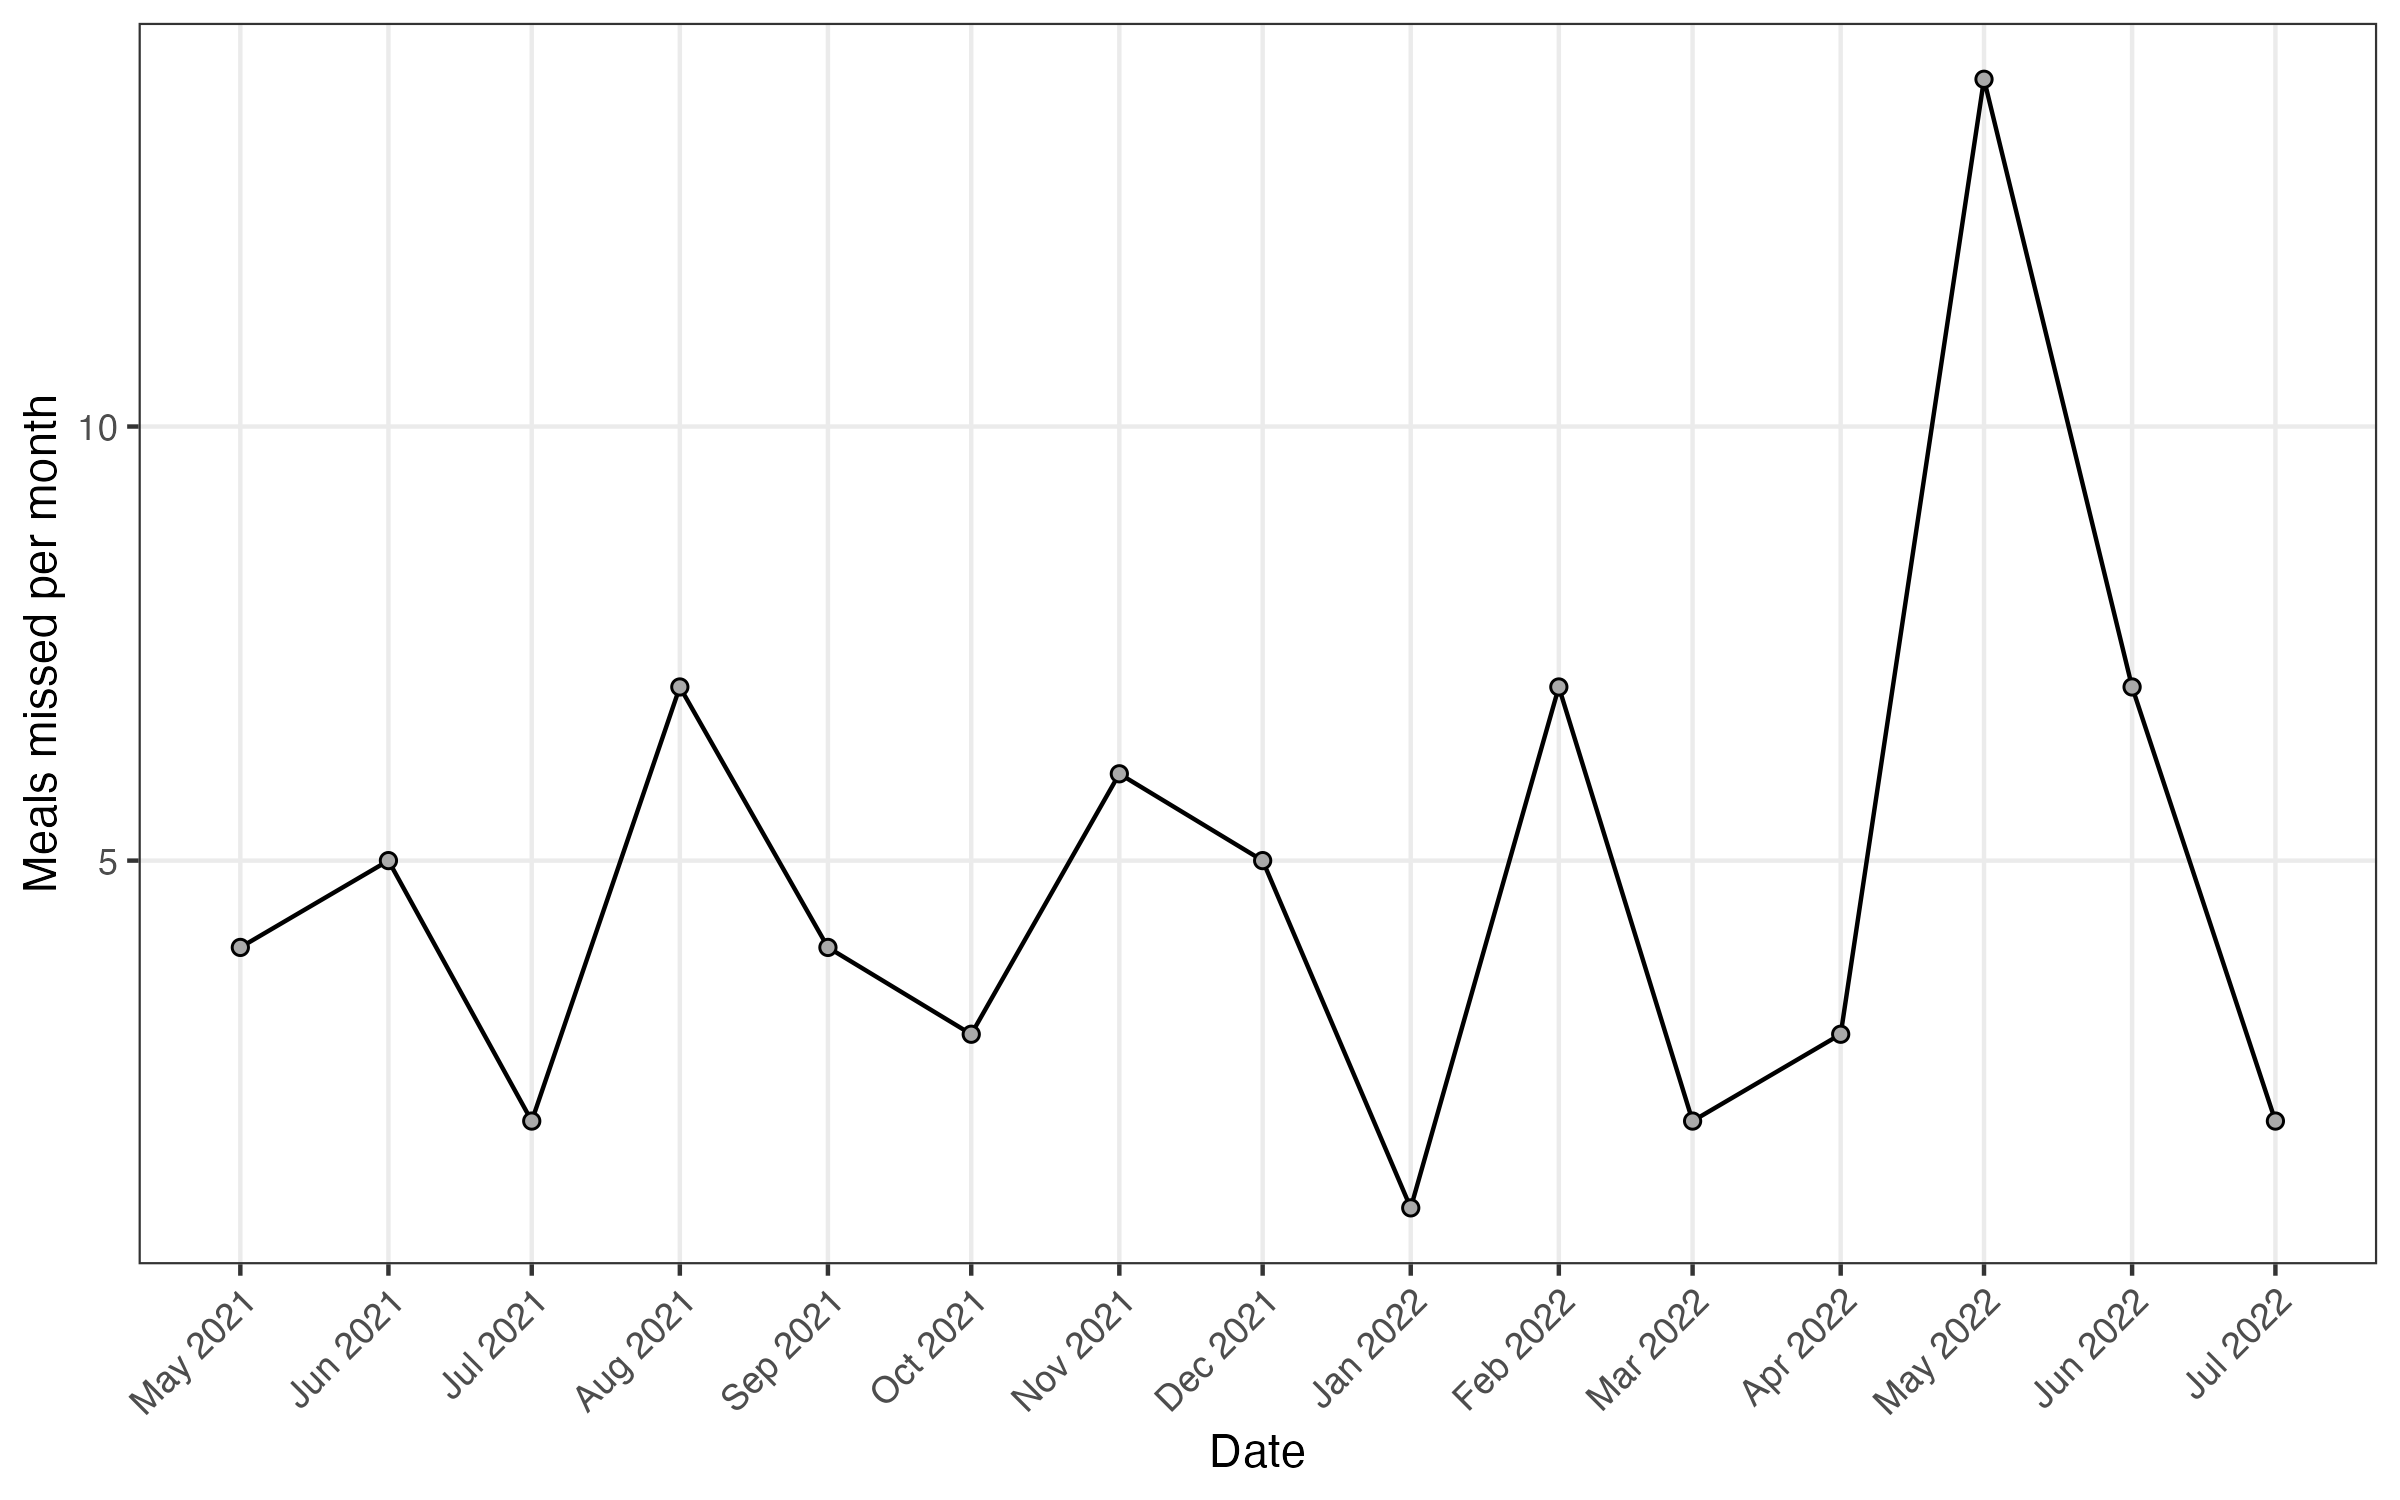 Meals missed per month
10
5
May 2021
Jun 2021
Jul 2021
Aug 2021
Sep 2021
Oct 2021
Nov 2021
Dec 2021
Jan 2022
Feb 2022
Mar 2022
Apr 2022
May 2022
Jun 2022
Jul 2022
Date